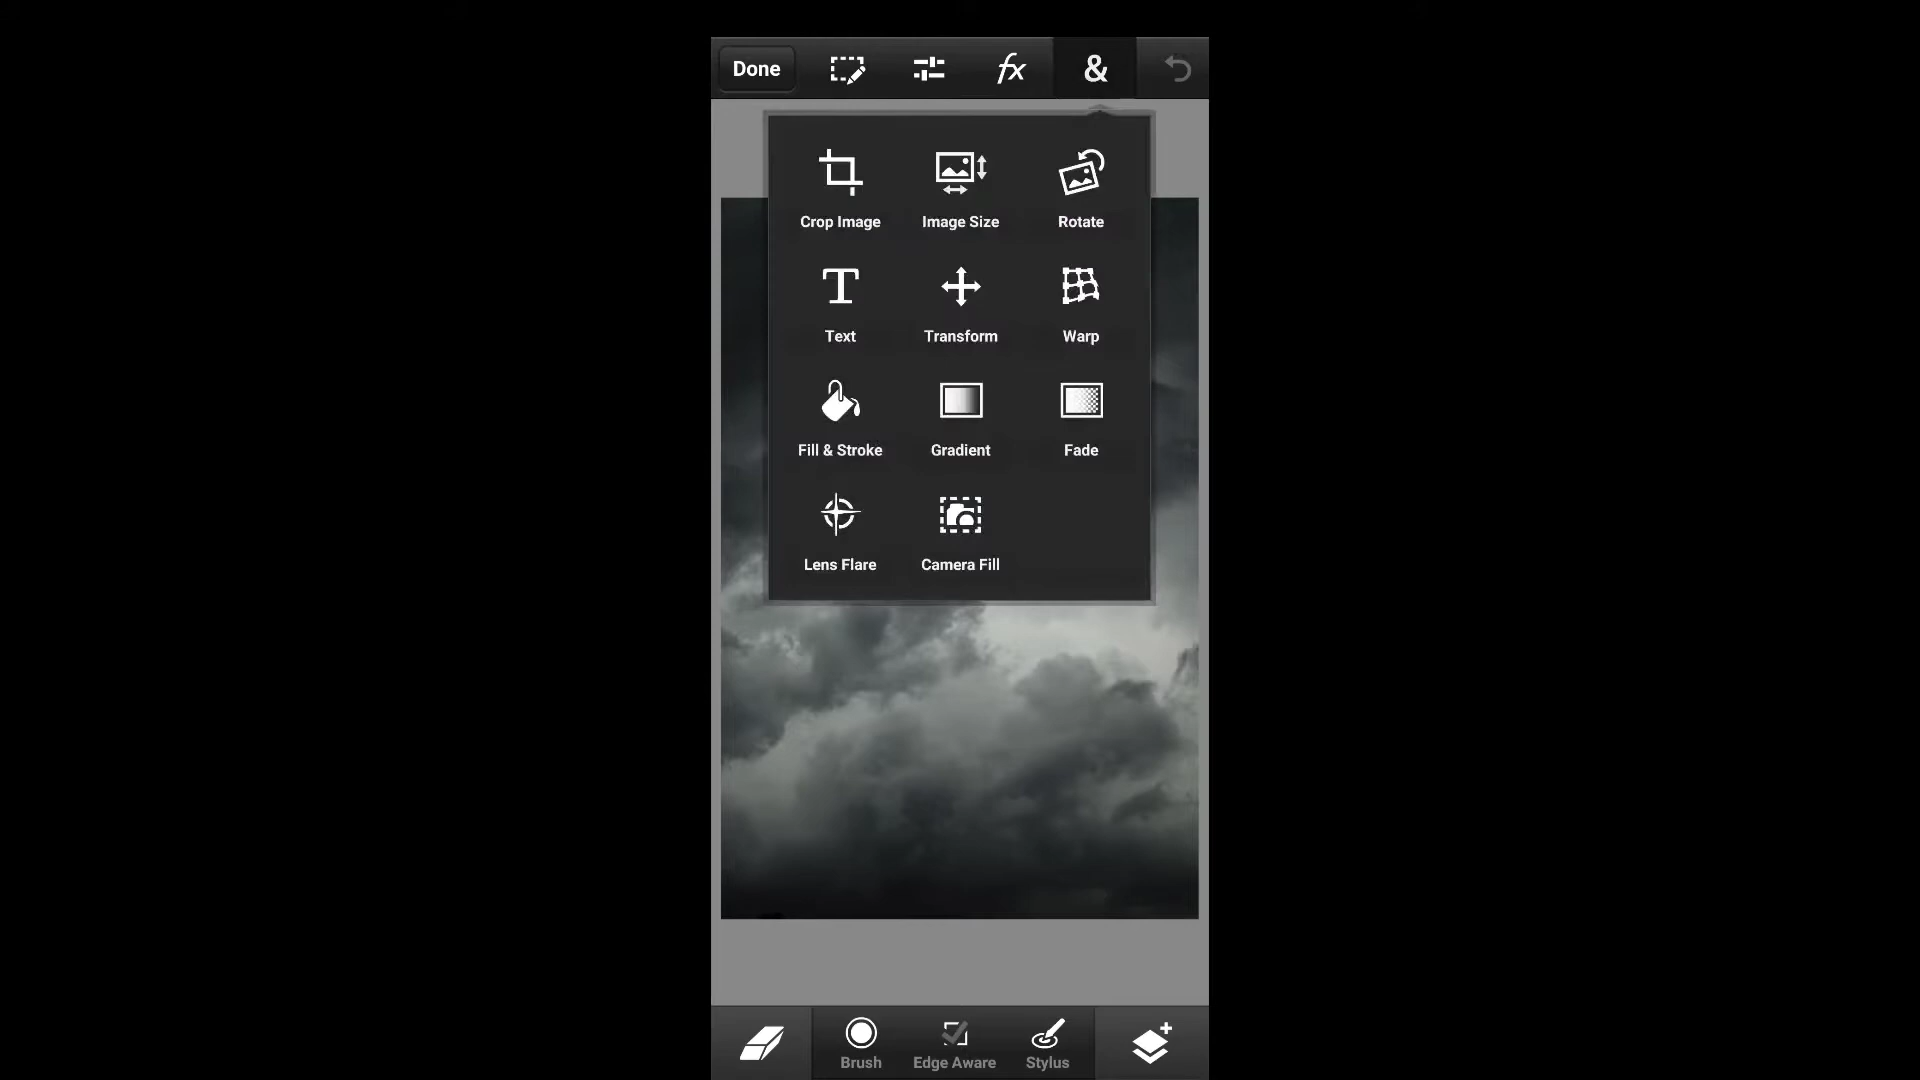 Done fx &
Crop Image Image Size Rotate
Text Transform Warp
Fill & Stroke Gradient Fade
Lens Flare Camera Fill
Brush Edge Aware Stylus